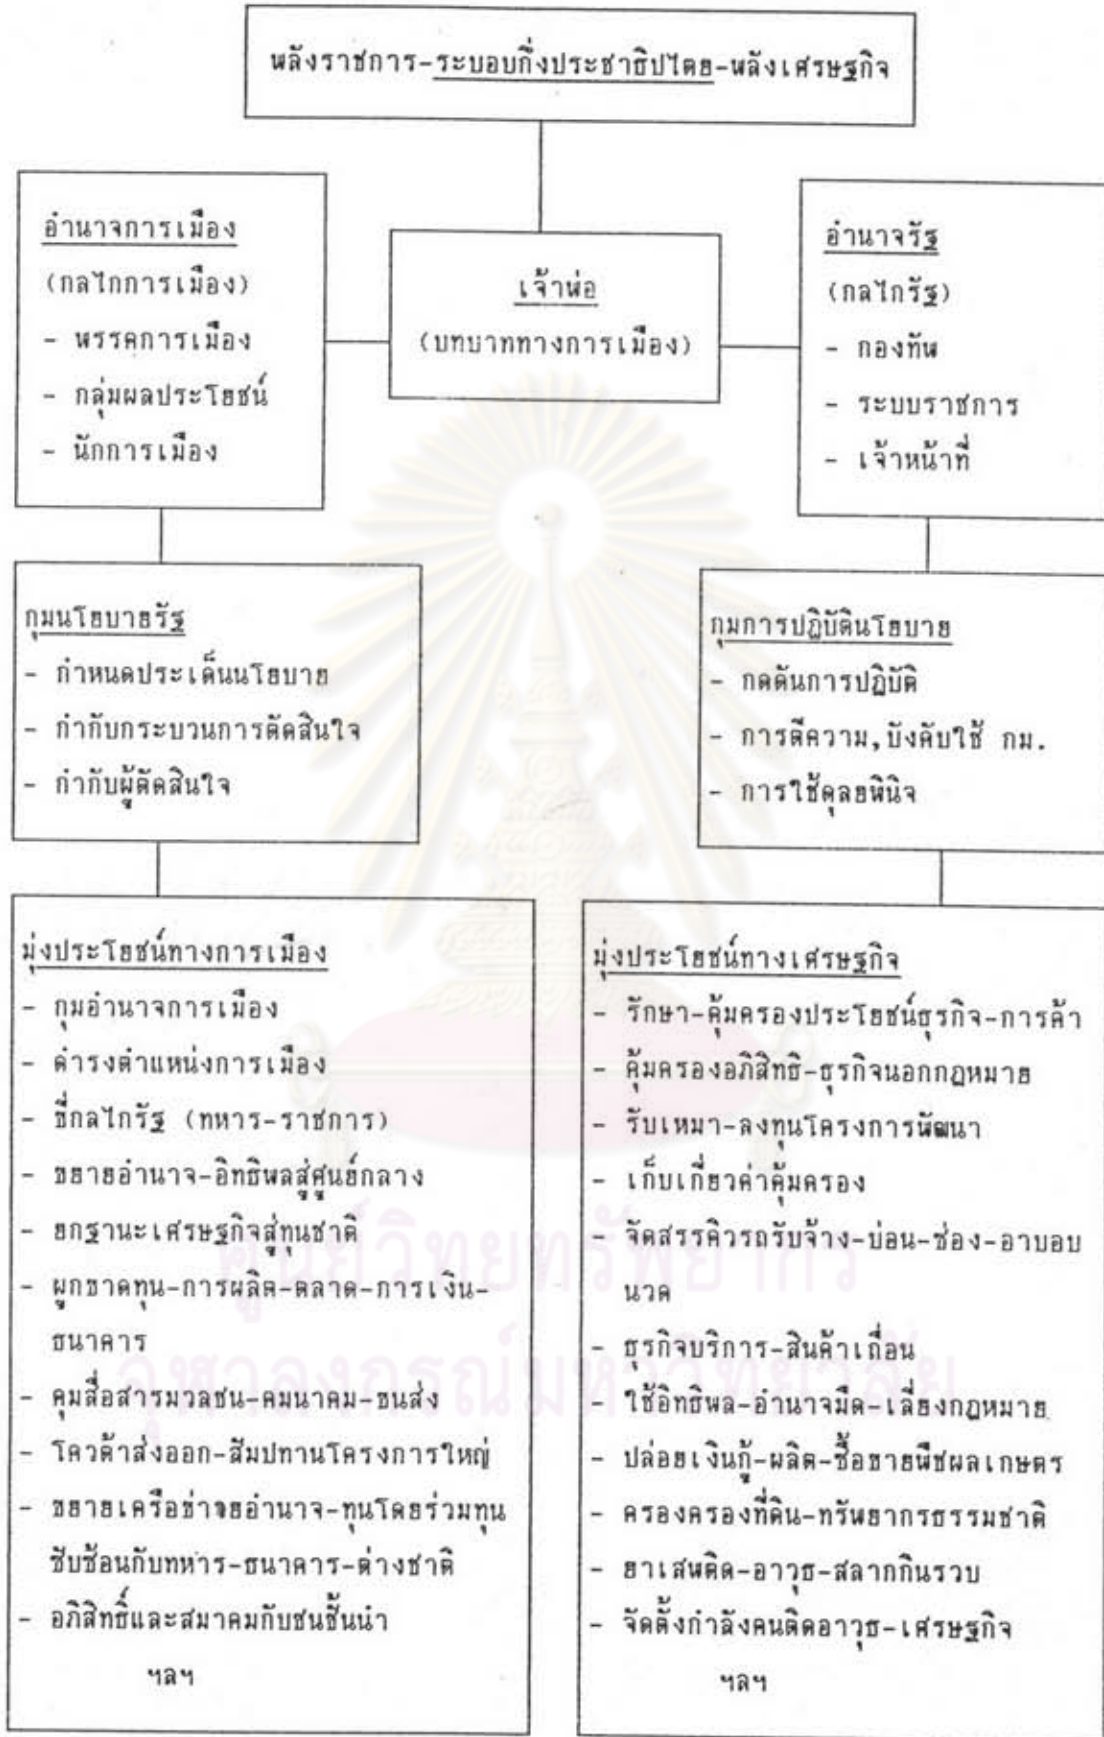 พลังราชการ-ระบอบกึ่งประชาธิปไตย-พลังเศรษฐกิจ
อำนาจการเมือง
(กลไกการเมือง)
- พรรคการเมือง
- กลุ่มผลประโยชน์
- นักการเมือง
เจ้าพ่อ
(บทบาททางการเมือง)
อำนาจรัฐ
(กลไกรัฐ)
- กองทัพ
- ระบบราชการ
- เจ้าหน้าที่
กุมนโยบายรัฐ
- กำหนดประเด็นนโยบาย
- กำกับกระบวนการตัดสินใจ
- กำกับผู้ตัดสินใจ
กุมการปฏิบัตินโยบาย
- กดดันการปฏิบัติ
- การตีความ,บังคับใช้ กม.
- การใช้ดุลยพินิจ
มุ่งประโยชน์ทางการเมือง
- กุมอำนาจการเมือง
- ดำรงตำแหน่งการเมือง
- ชี้กลไกรัฐ (ทหาร-ราชการ)
- ขยายอำนาจ-อิทธิพลสู่ศูนย์กลาง
- ยกฐานะเศรษฐกิจสู่ทุนชาติ
- ผูกขาดทุน-การผลิต-ตลาด-การเงิน-
ธนาคาร
- คุมสื่อสารมวลชน-คมนาคม-ขนส่ง
- โควต้าส่งออก-สัมปทานโครงการใหญ่
- ขยายเครือข่ายอำนาจ-ทุนโดยร่วมทุน
ซับซ้อนกับทหาร-ธนาคาร-ต่างชาติ
- อภิสิทธิ์และสมาคมกับชนชั้นนำ
ฯลฯ
มุ่งประโยชน์ทางเศรษฐกิจ
- รักษา-คุ้มครองประโยชน์ธุรกิจ-การค้า
- คุ้มครองอภิสิทธิ-ธุรกิจนอกกฎหมาย
- รับเหมา-ลงทุนโครงการพัฒนา
- เก็บเกี่ยวค่าคุ้มครอง
- จัดสรรคิวรถรับจ้าง-บ่อน-ซ่อง-อาบอบ
นวด
- ธุรกิจบริการ-สินค้าเถื่อน
- ใช้อิทธิพล-อำนาจมืด-เลี่ยงกฎหมาย
- ปล่อยเงินกู้-ผลิต-ซื้อขายพืชผลเกษตร
- ครองครองที่ดิน-ทรัพยากรธรรมชาติ
- ยาเสพติด-อาวุธ-สลากกินรวบ
- จัดตั้งกำลังคนติดอาวุธ-เศรษฐกิจ
ฯลฯ
ศูนย์วิทยทรัพยากร
จุฬาลงกรณ์มหาวิทยาลัย